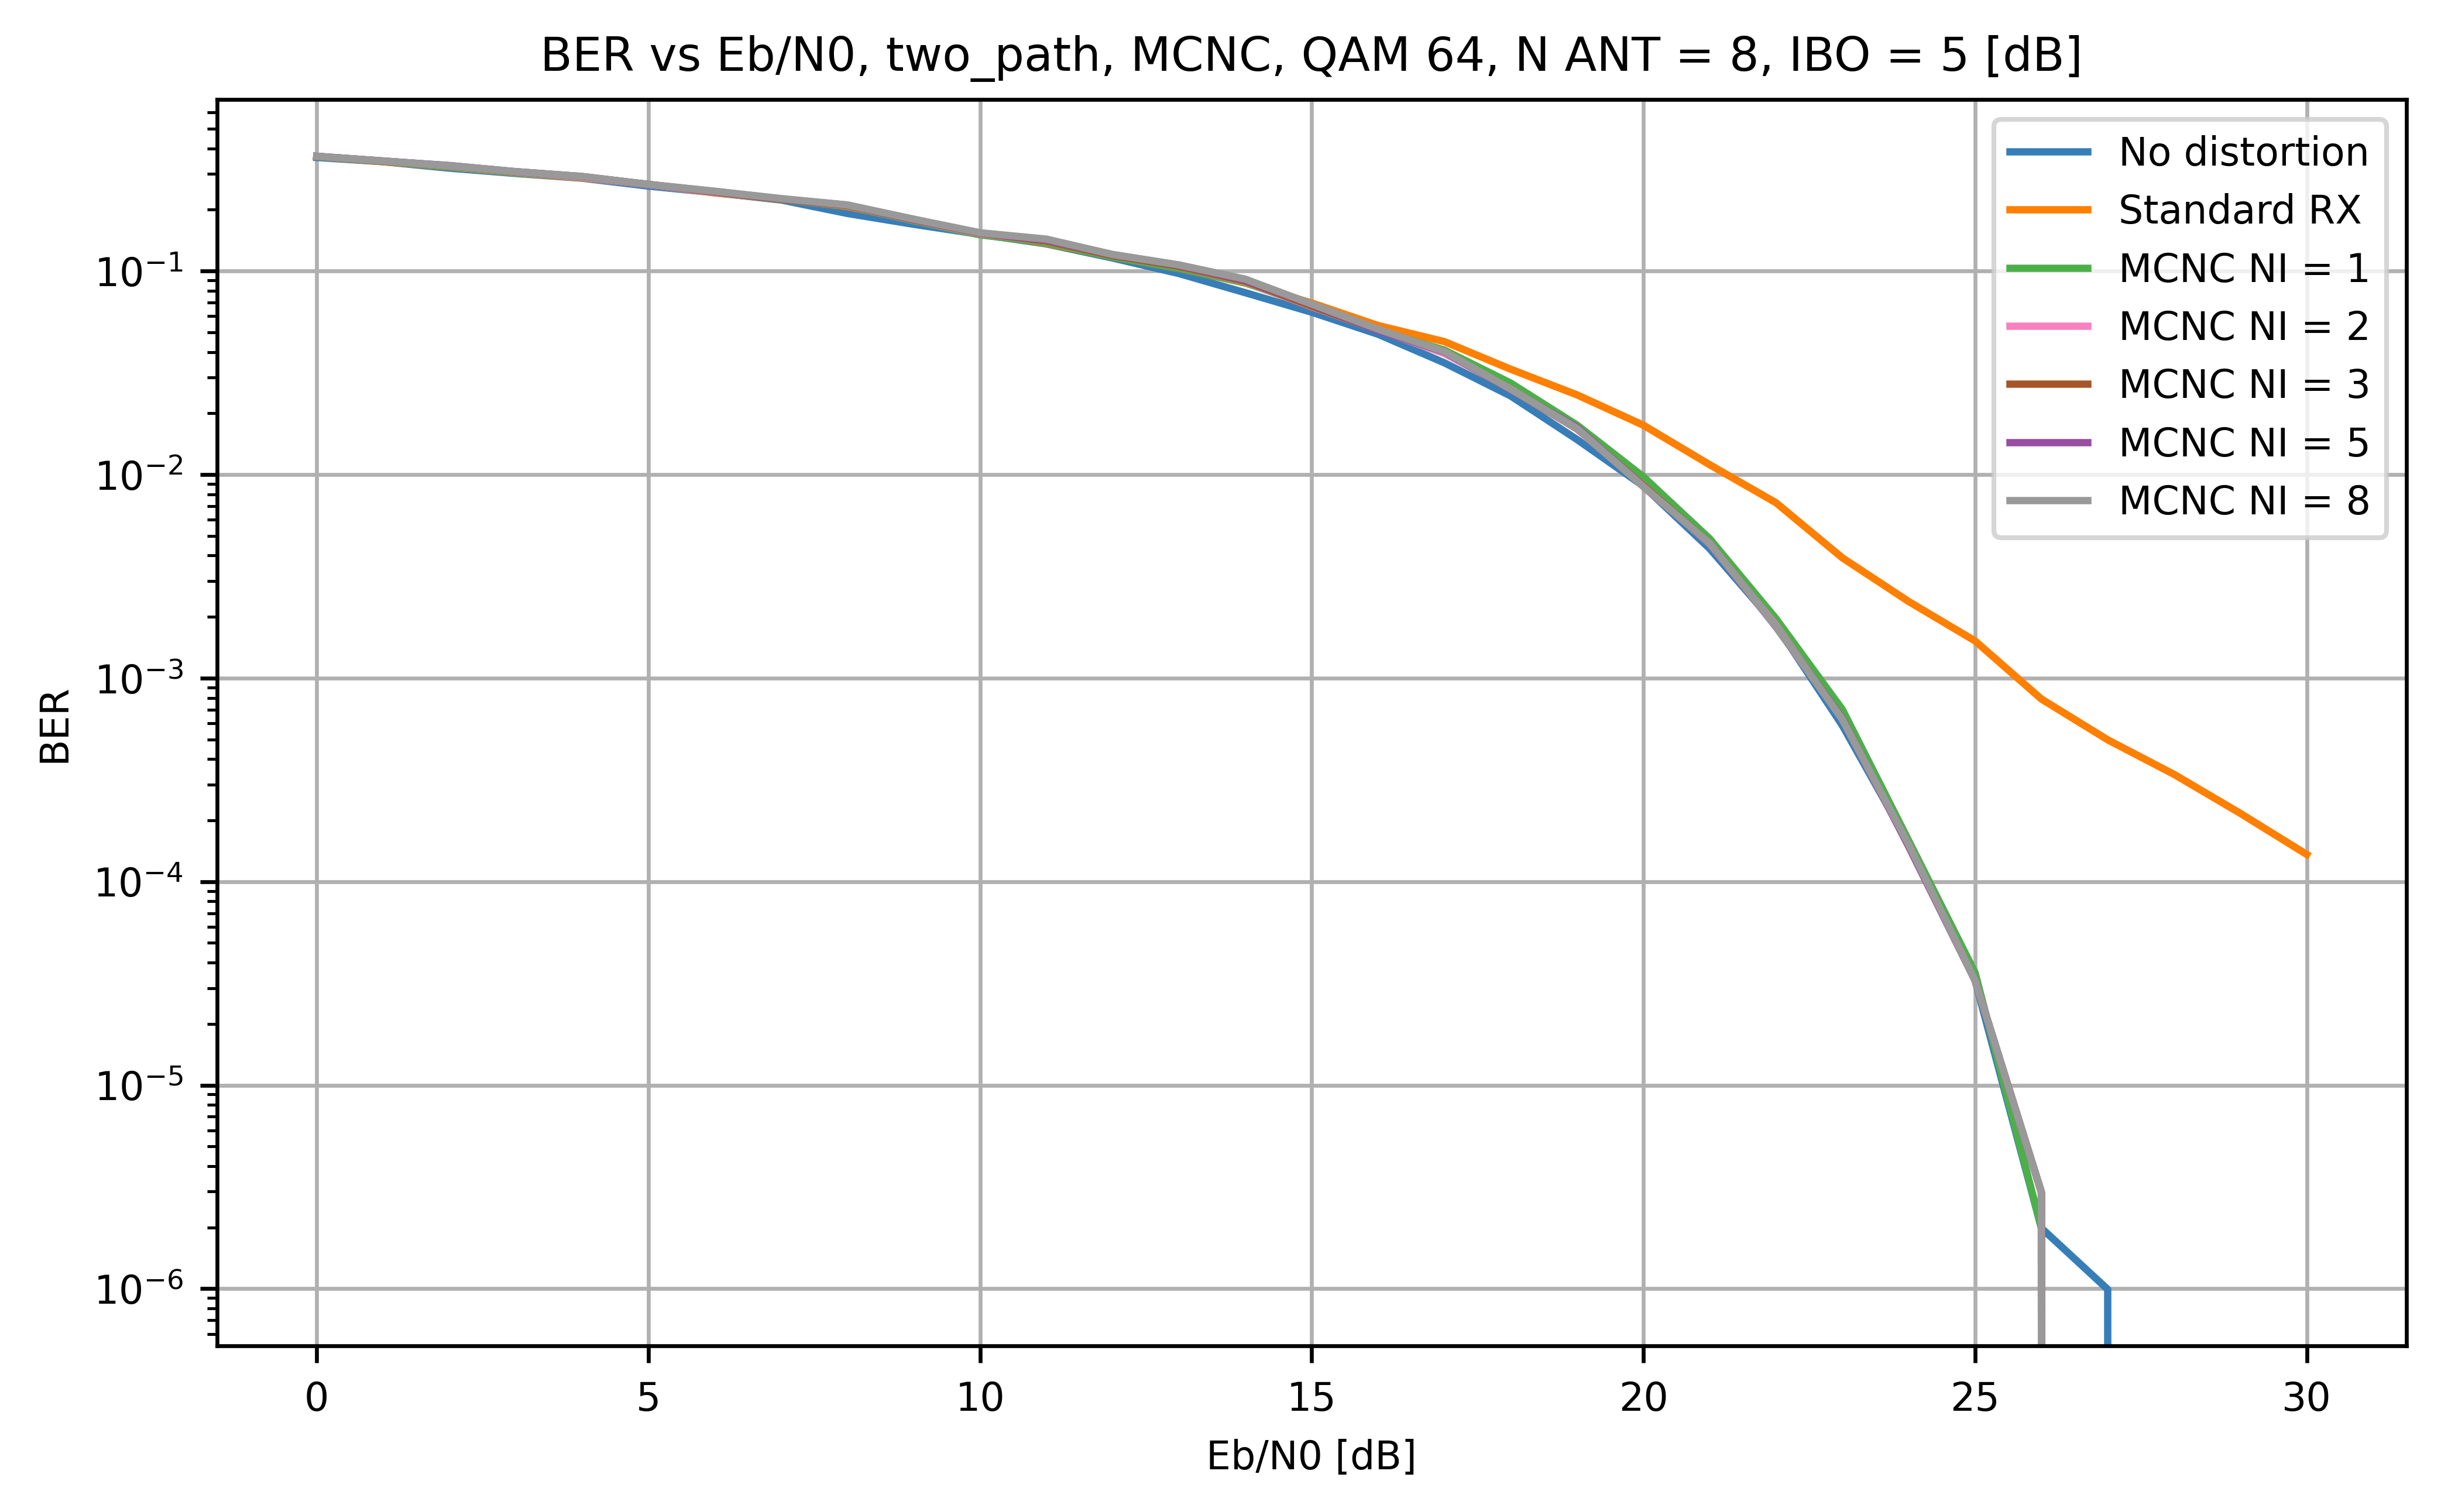 BER vs Eb/N0, two_path, MCNC, QAM 64, N ANT = 8, IBO = 5 [dB]
No distortion
Standard RX
MCNC NI = 1
MCNC NI = 2
MCNC NI = 3
MCNC NI = 5
MCNC NI = 8
BER
10⁻¹
10⁻²
10⁻³
10⁻⁴
10⁻⁵
10⁻⁶
0 5 10 15 20 25 30
Eb/N0 [dB]